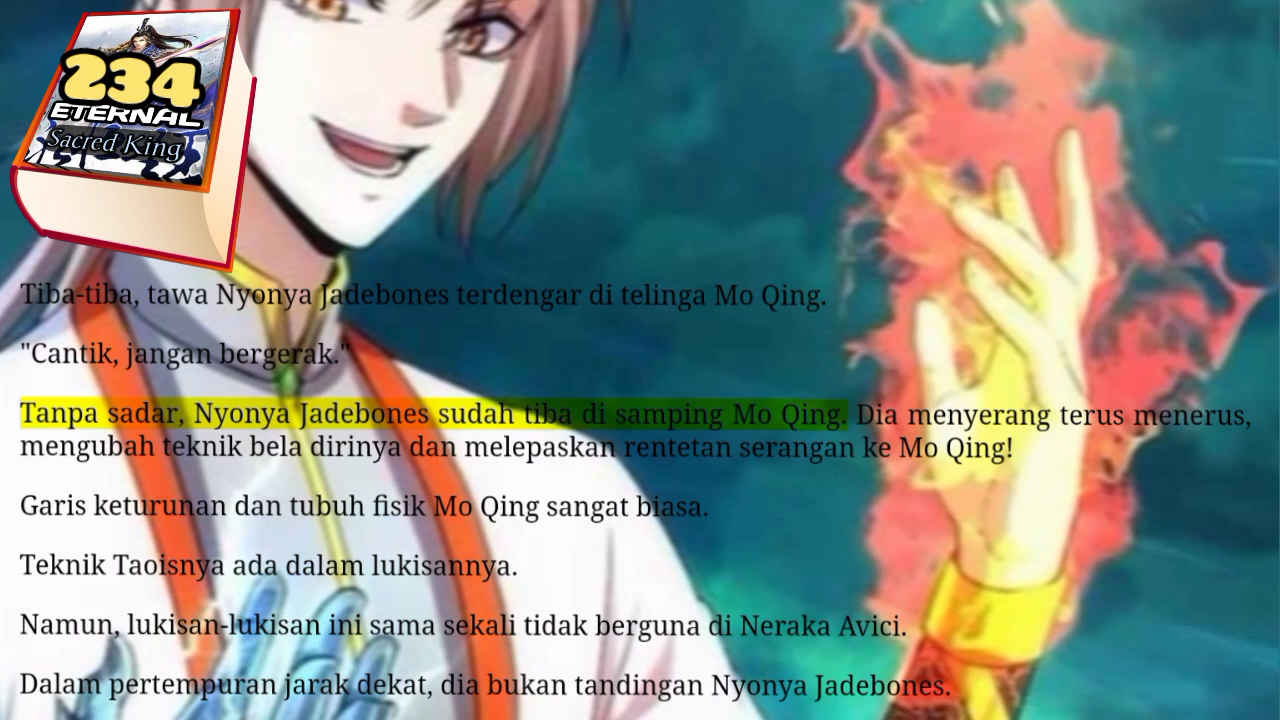 234
ETERNAL
Sacred King
Tiba-tiba, tawa Nyonya Jadebones terdengar di telinga Mo Qing.
"Cantik, jangan bergerak."
Tanpa sadar, Nyonya Jadebones sudah tiba di samping Mo Qing. Dia menyerang terus menerus,
mengubah teknik bela dirinya dan melepaskan rentetan serangan ke Mo Qing!
Garis keturunan dan tubuh fisik Mo Qing sangat biasa.
Teknik Taoisnya ada dalam lukisannya.
Namun, lukisan-lukisan ini sama sekali tidak berguna di Neraka Avici.
Dalam pertempuran jarak dekat, dia bukan tandingan Nyonya Jadebones.